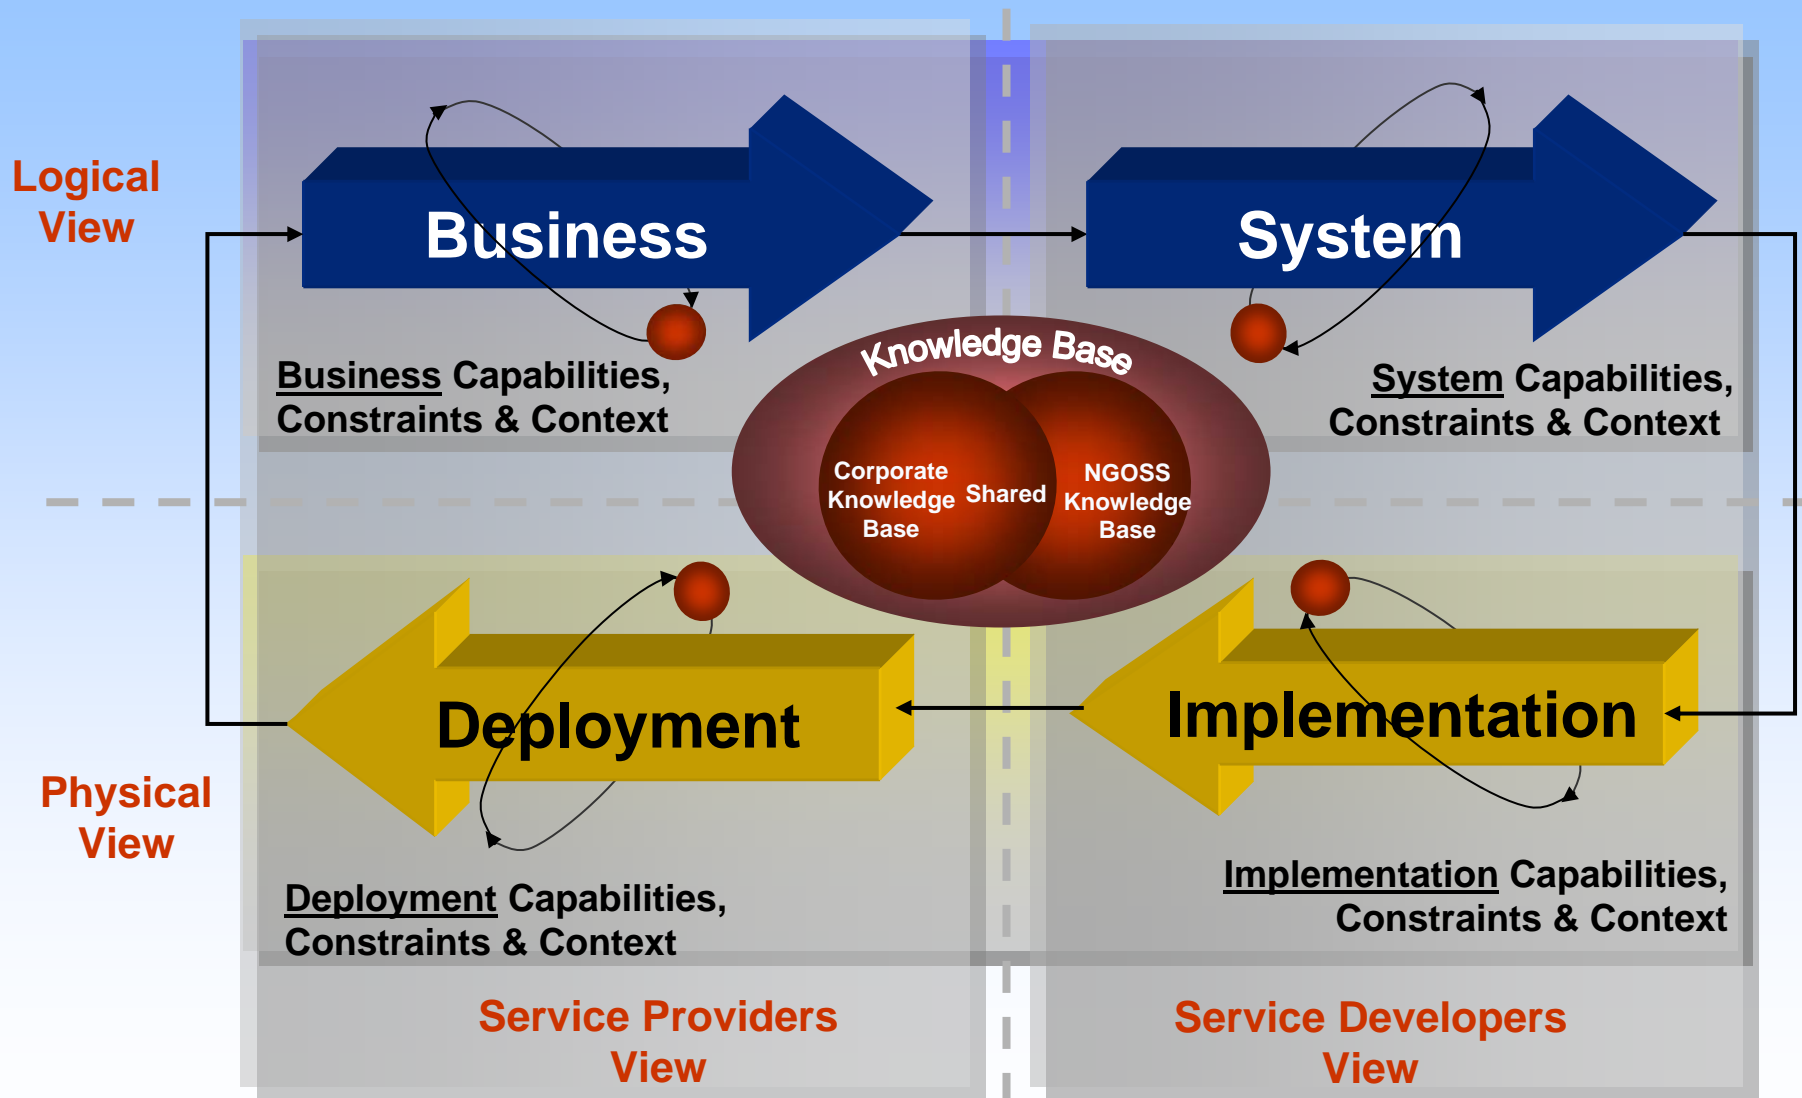 Logical
View
Business
System
Knowledge Base
Business Capabilities,
Constraints & Context
System Capabilities,
Constraints & Context
Corporate
Knowledge
Base
Shared
NGOSS
Knowledge
Base
Deployment
Implementation
Physical
View
Deployment Capabilities,
Constraints & Context
Implementation Capabilities,
Constraints & Context
Service Providers
View
Service Developers
View